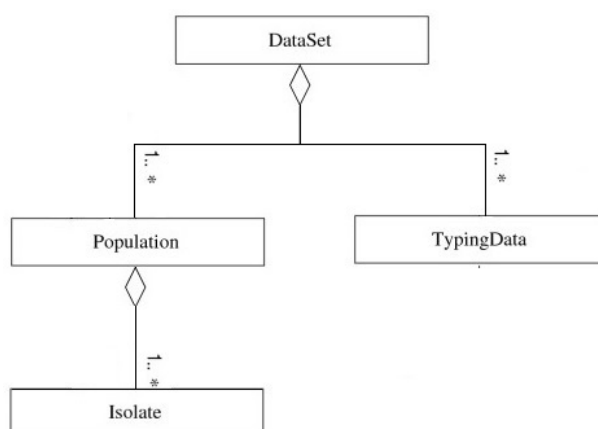 DataSet
1..*
1..*
Population
TypingData
1..*
Isolate